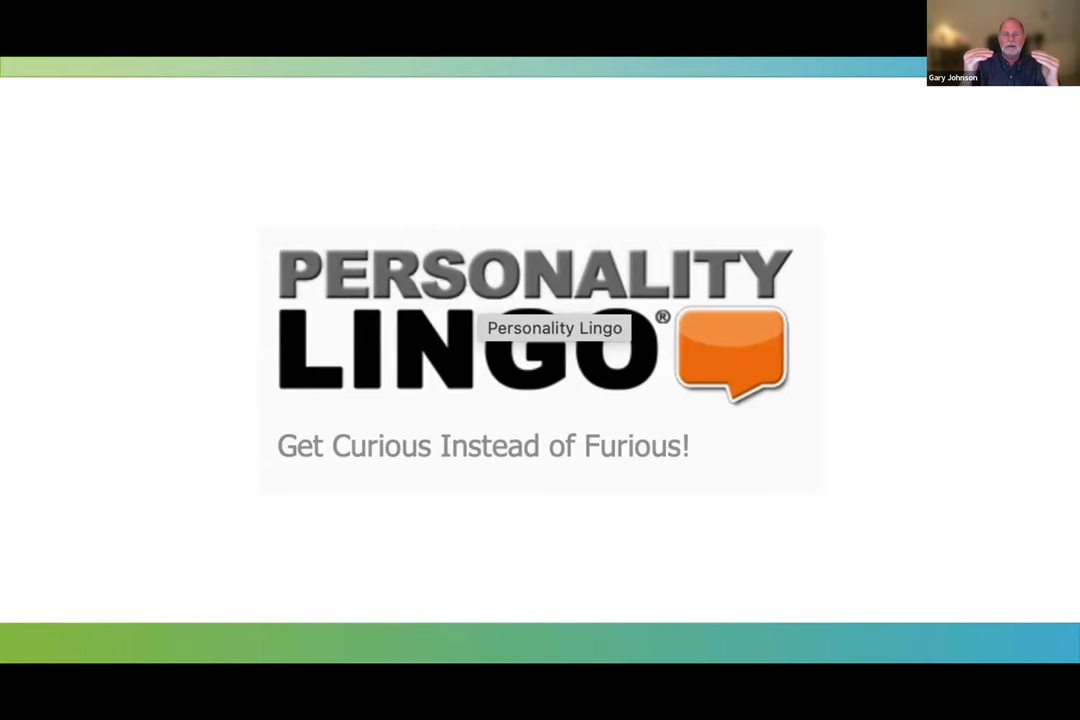 Gary Johnson
PERSONALITY
LINGO®
Personality Lingo
Get Curious Instead of Furious!